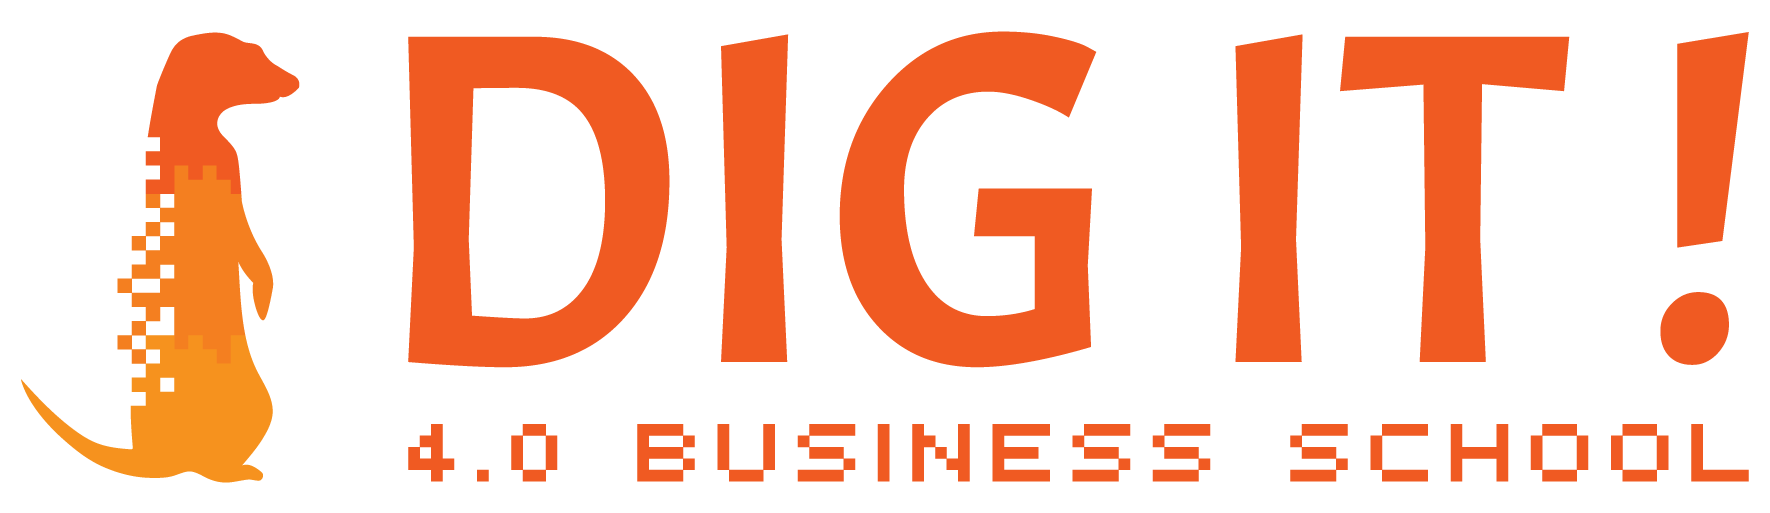 DIG IT!
4.0 BUSINESS SCHOOL